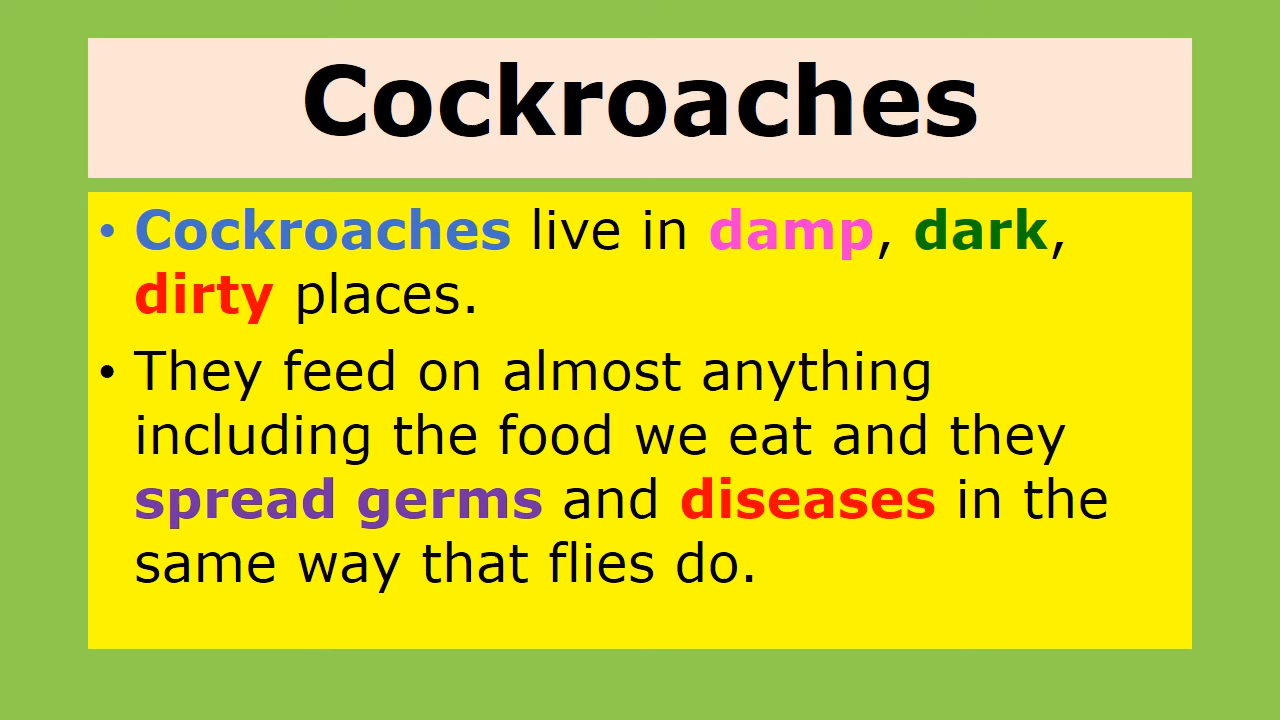 Cockroaches
• Cockroaches live in damp, dark,
dirty places.
• They feed on almost anything
including the food we eat and they
spread germs and diseases in the
same way that flies do.